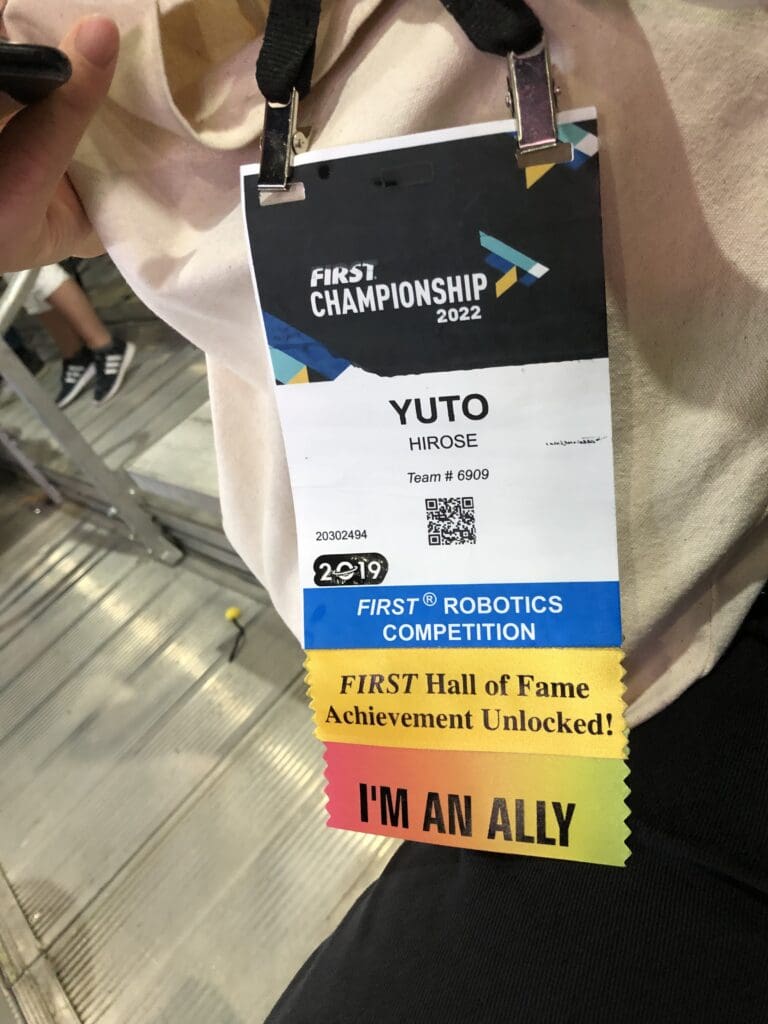 FIRST
CHAMPIONSHIP
2022
YUTO
HIROSE
Team # 6909
20302494
2019
FIRST® ROBOTICS
COMPETITION
FIRST Hall of Fame
Achievement Unlocked!
I'M AN ALLY